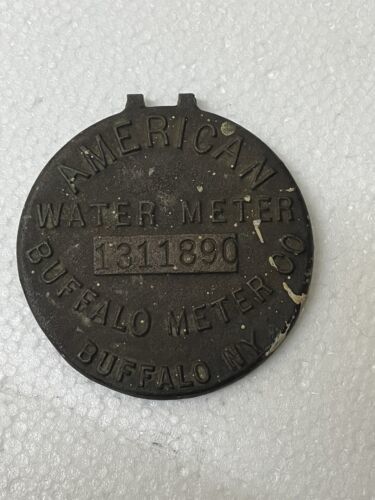 AMERICAN
WATER METER
1311890
BUFFALO METER CO
BUFFALO NY